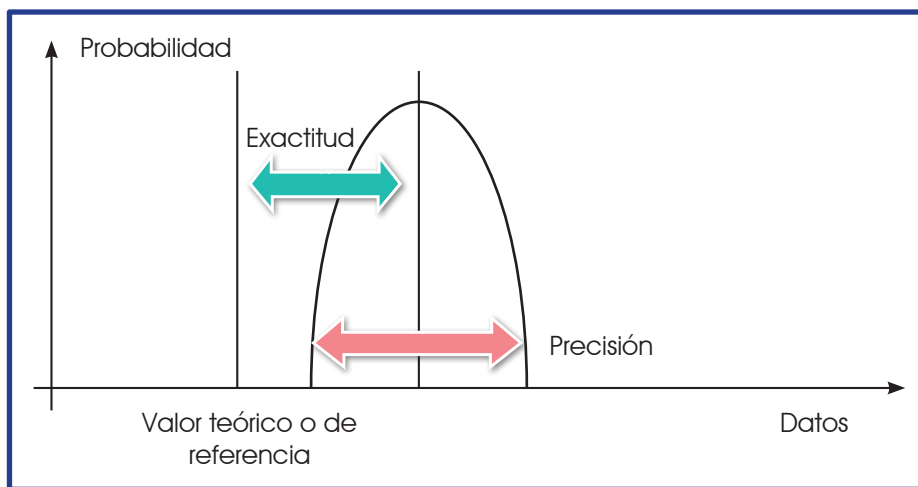 Probabilidad
Exactitud
Precisión
Valor teórico o de
referencia
Datos